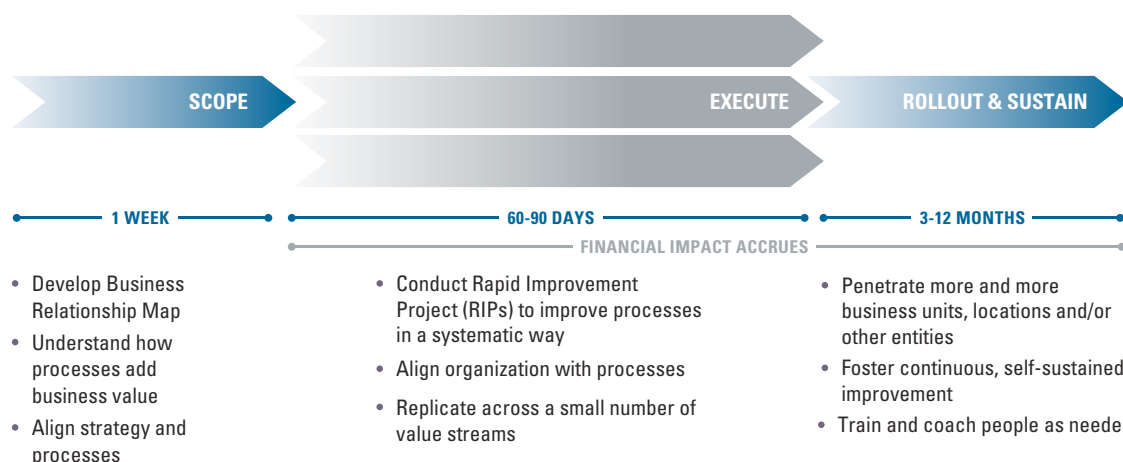 SCOPE
EXECUTE
ROLLOUT & SUSTAIN
1 WEEK
60-90 DAYS
3-12 MONTHS
FINANCIAL IMPACT ACCRUES
• Develop Business
Relationship Map
• Understand how
processes add
business value
• Align strategy and
processes
• Conduct Rapid Improvement
Project (RIPs) to improve processes
in a systematic way
• Align organization with processes
• Replicate across a small number of
value streams
• Penetrate more and more
business units, locations and/or
other entities
• Foster continuous, self-sustained
improvement
• Train and coach people as neede